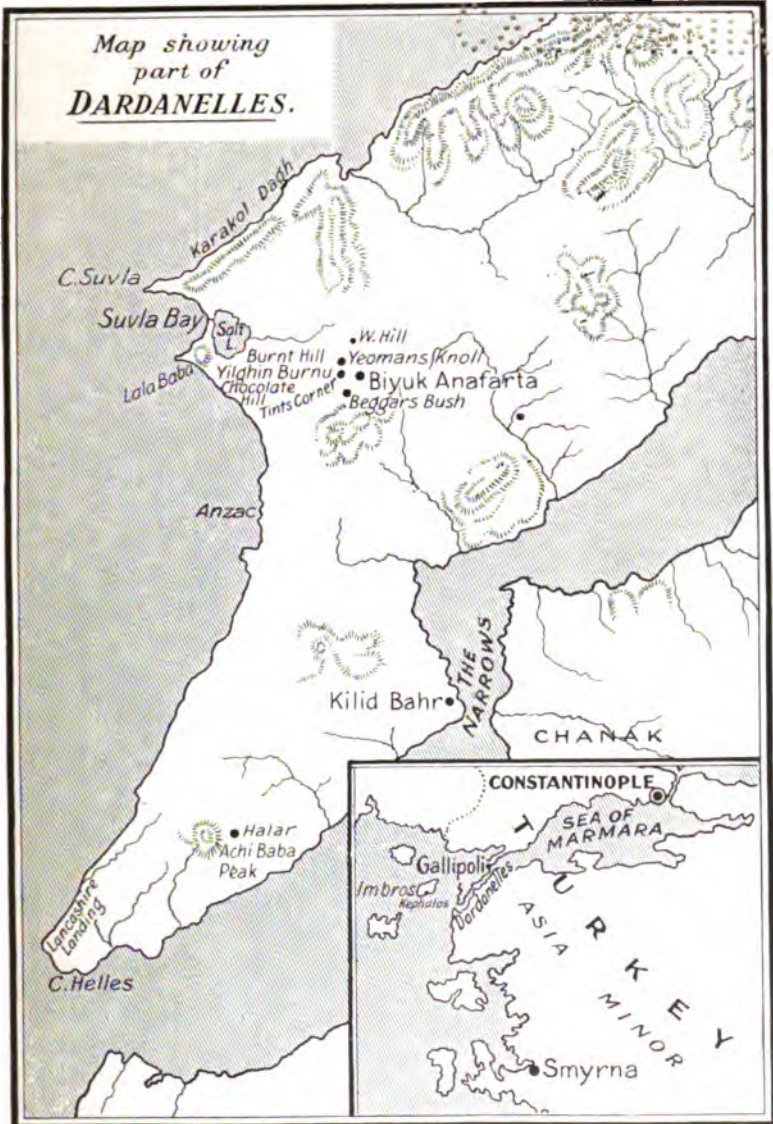 Map showing
part of
DARDANELLES.
Karakol Dagh
C. Suvla
Suvla Bay
Salt
L.
Lala Baba
W. Hill
Burnt Hill
Yeomans Knoll
Yilghin Burnu
Biyuk Anafarta
Chocolate
Hill
Tints Corner
Beggars Bush
Anzac
THE
NARROWS
Kilid Bahr
CHANAK
Halar
Achi Baba
Peak
Lancashire
Landing
C. Helles
CONSTANTINOPLE
SEA OF
MARMARA
Gallipoli
Imbros
Kephalos
Dardanelles
TURKEY
ASIA
MINOR
Smyrna